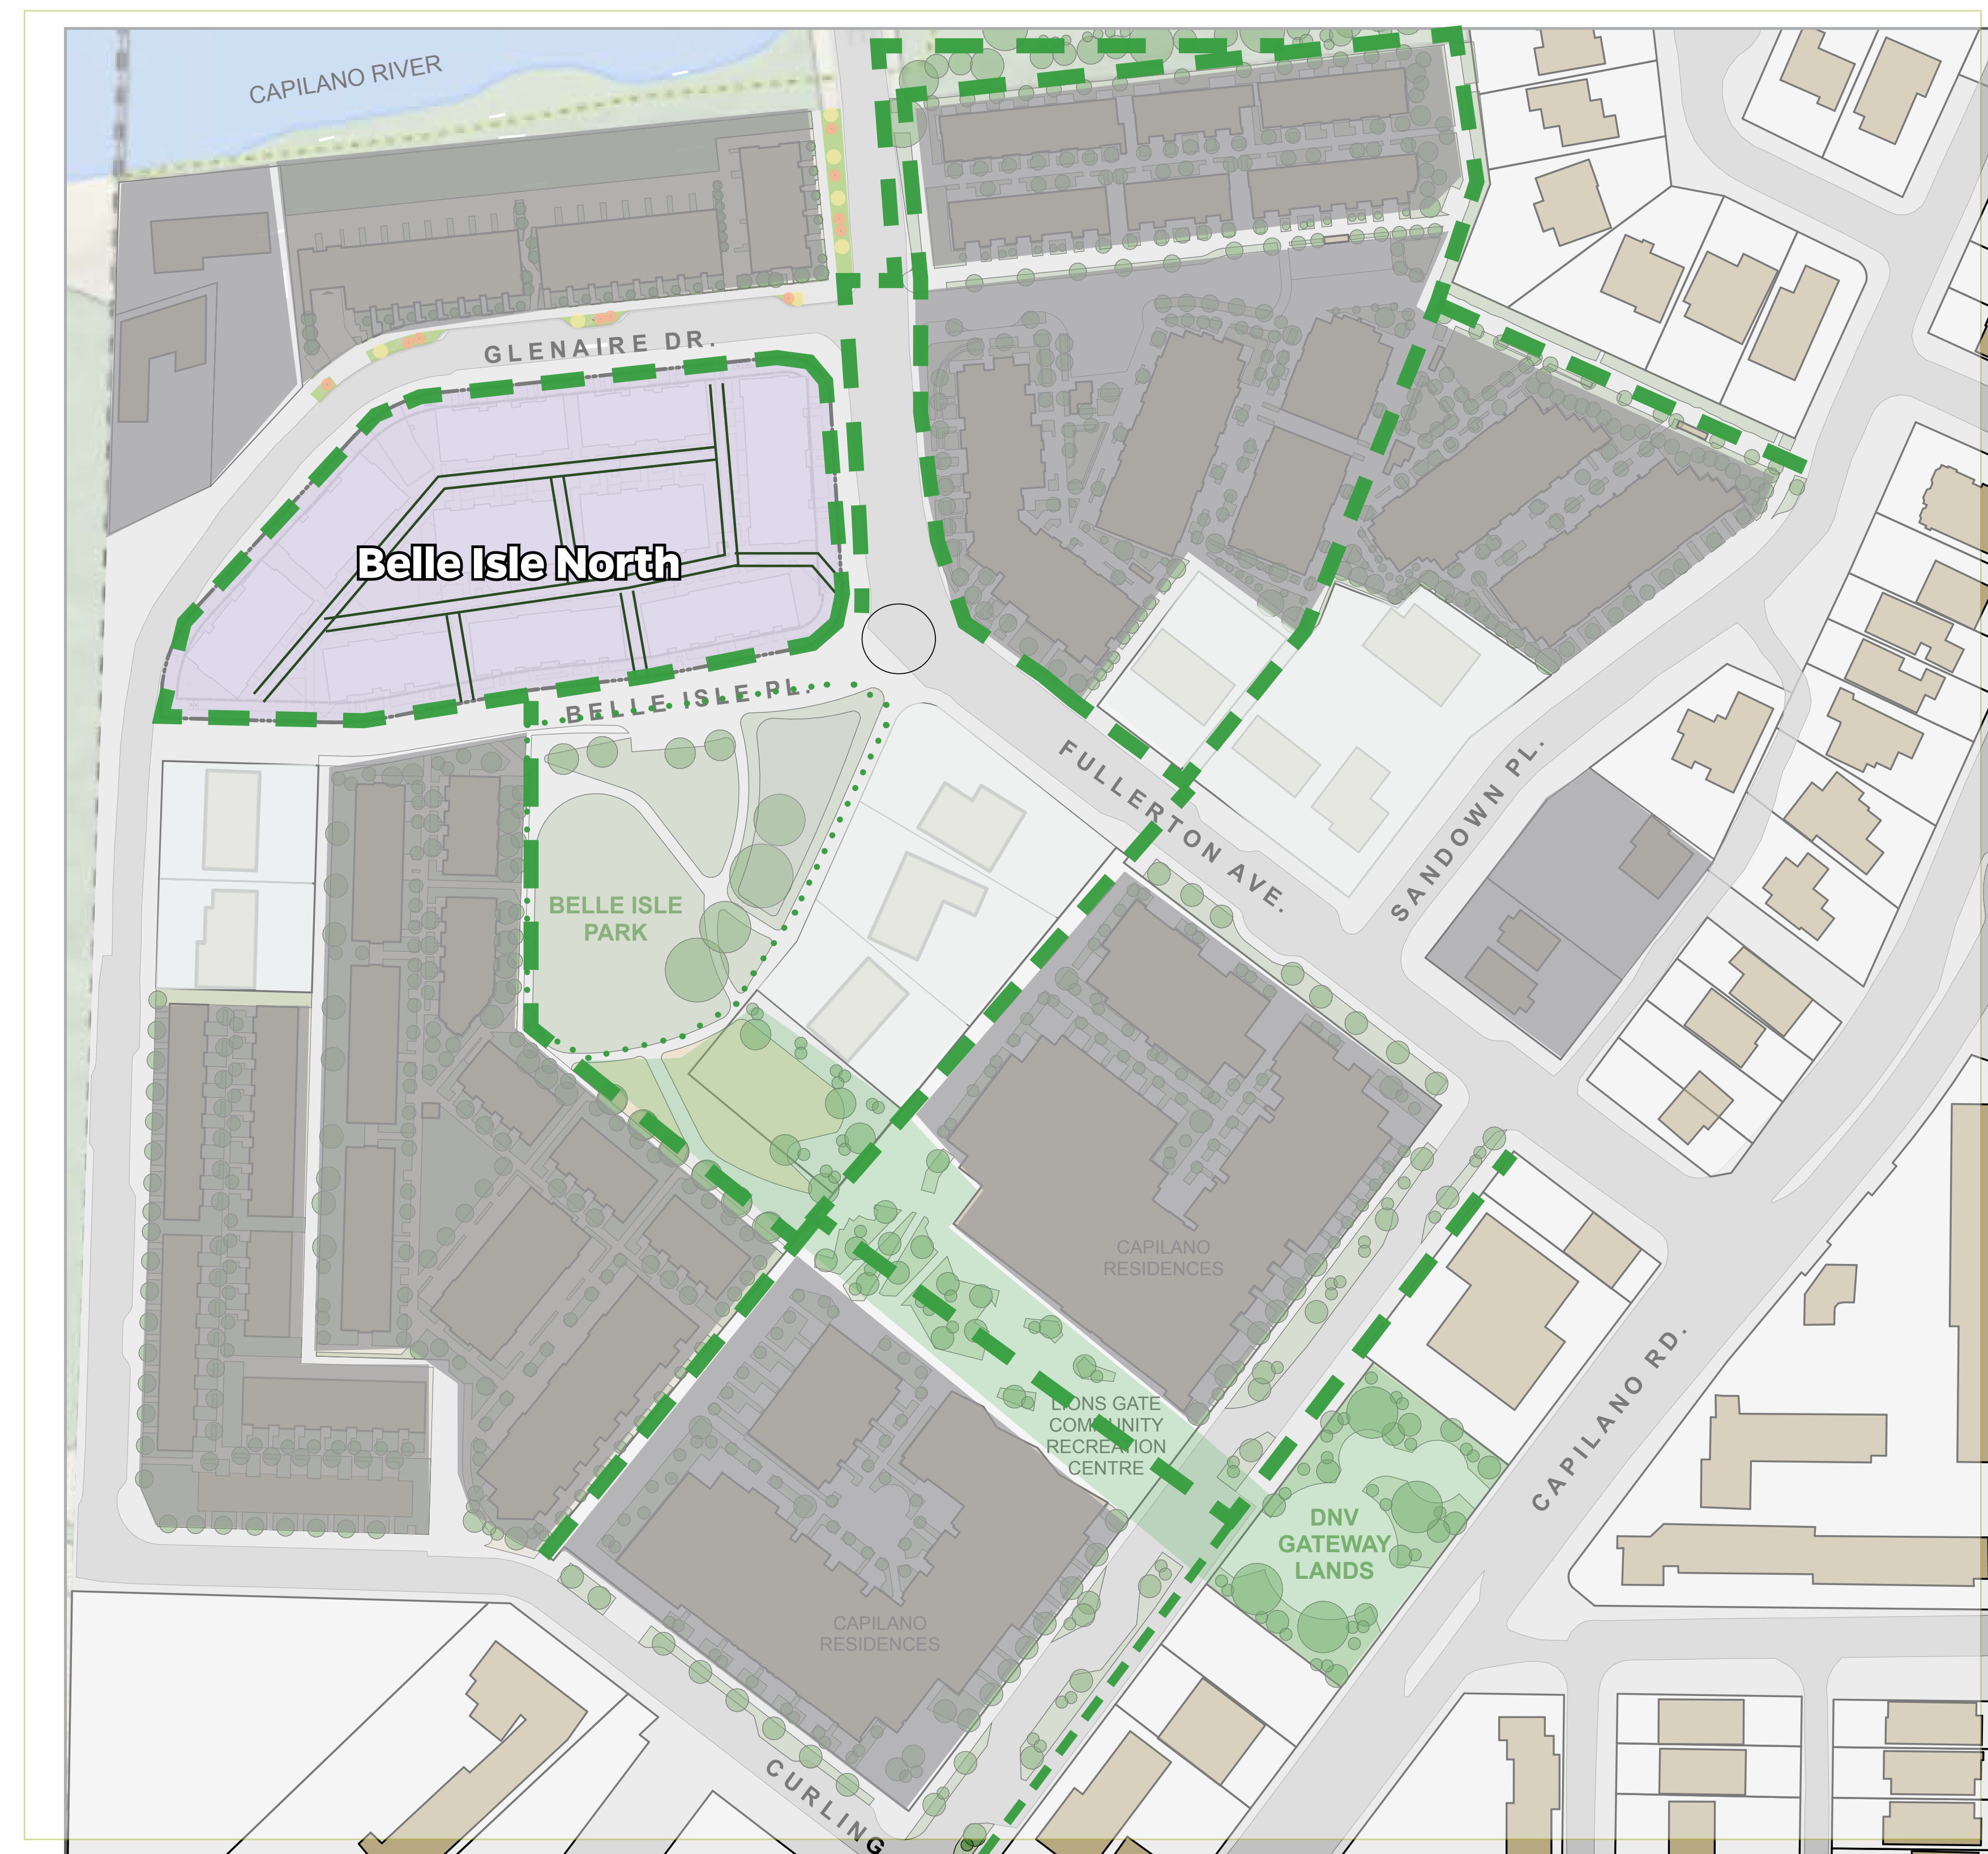 CAPILANO RIVER
GLENAIRE DR.
Belle Isle North
BELLE ISLE PL.
FULLERTON AVE.
SANDOWN PL.
BELLE ISLE
PARK
CAPILANO
RESIDENCES
LIONS GATE
COMMUNITY
RECREATION
CENTRE
DNV
GATEWAY
LANDS
CAPILANO RD.
CAPILANO
RESIDENCES
CURLING